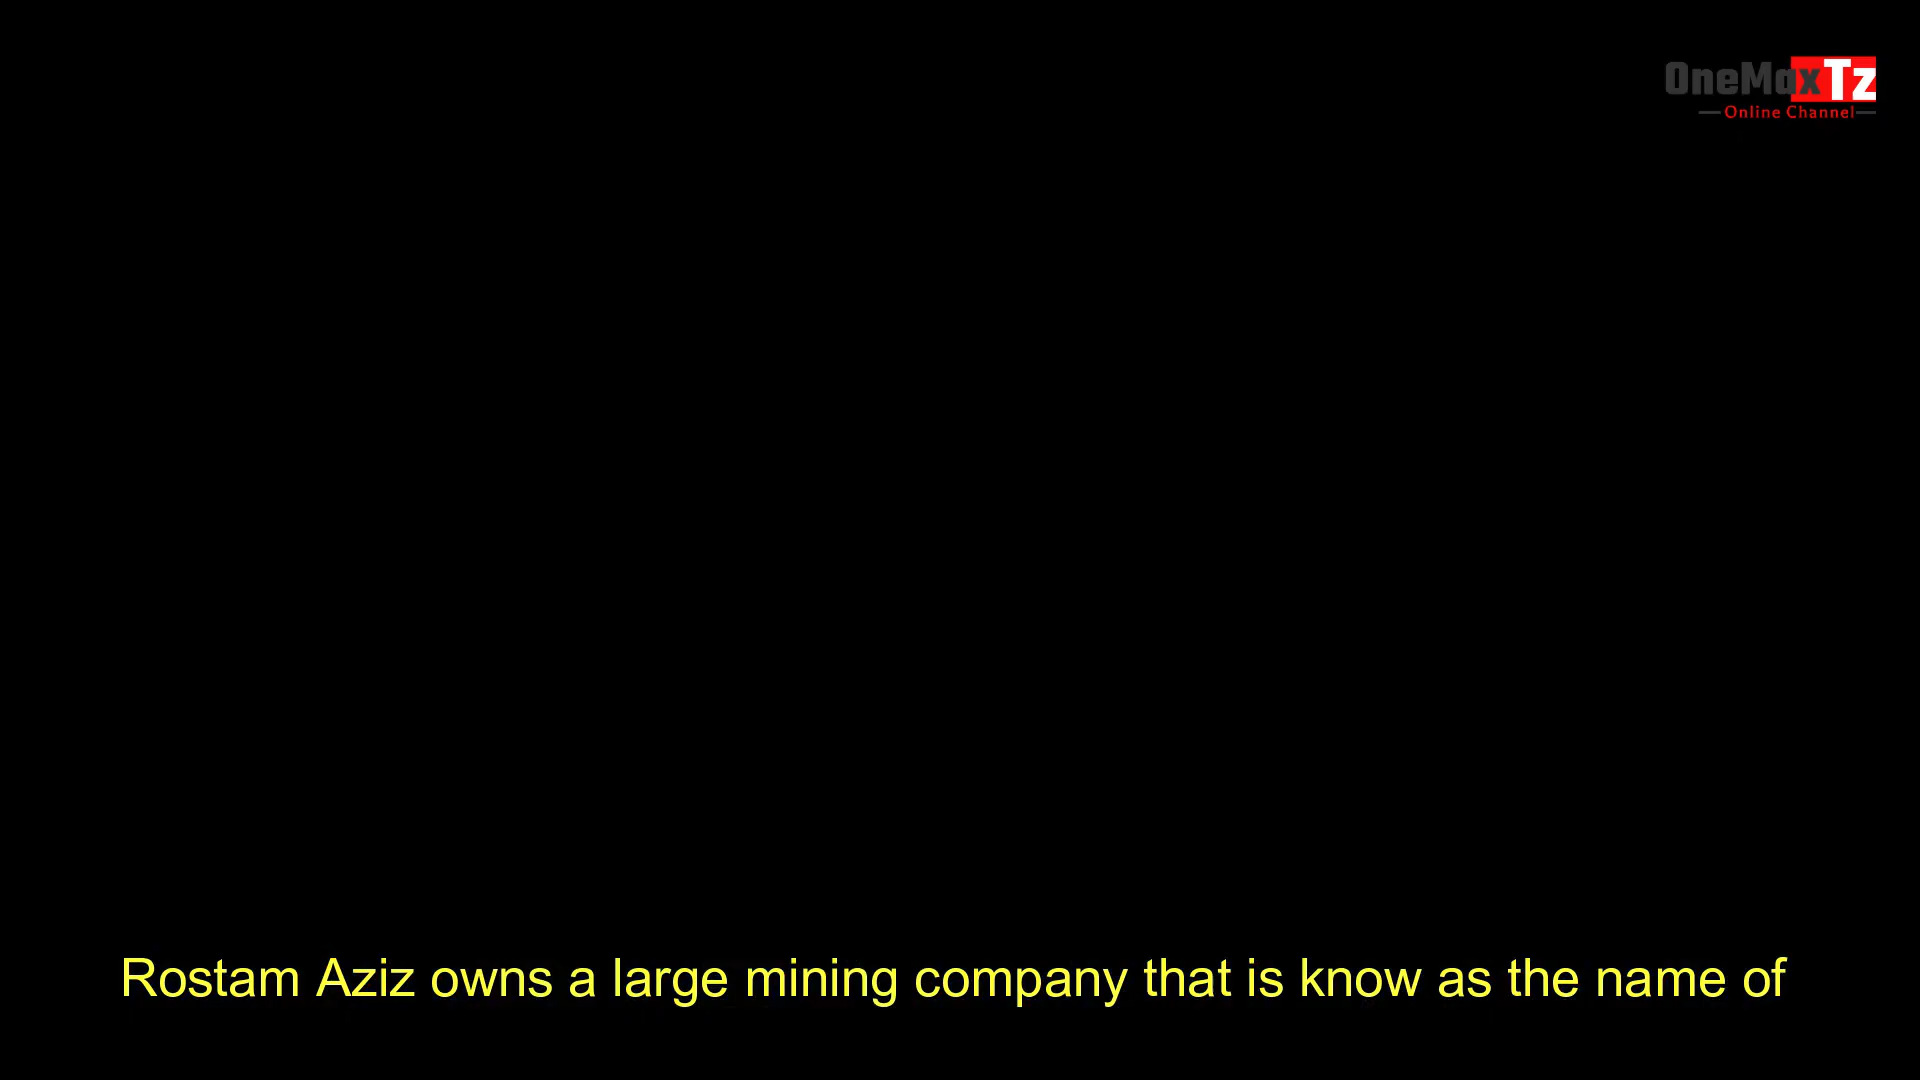 OneMaxTz
Online Channel
Rostam Aziz owns a large mining company that is know as the name of